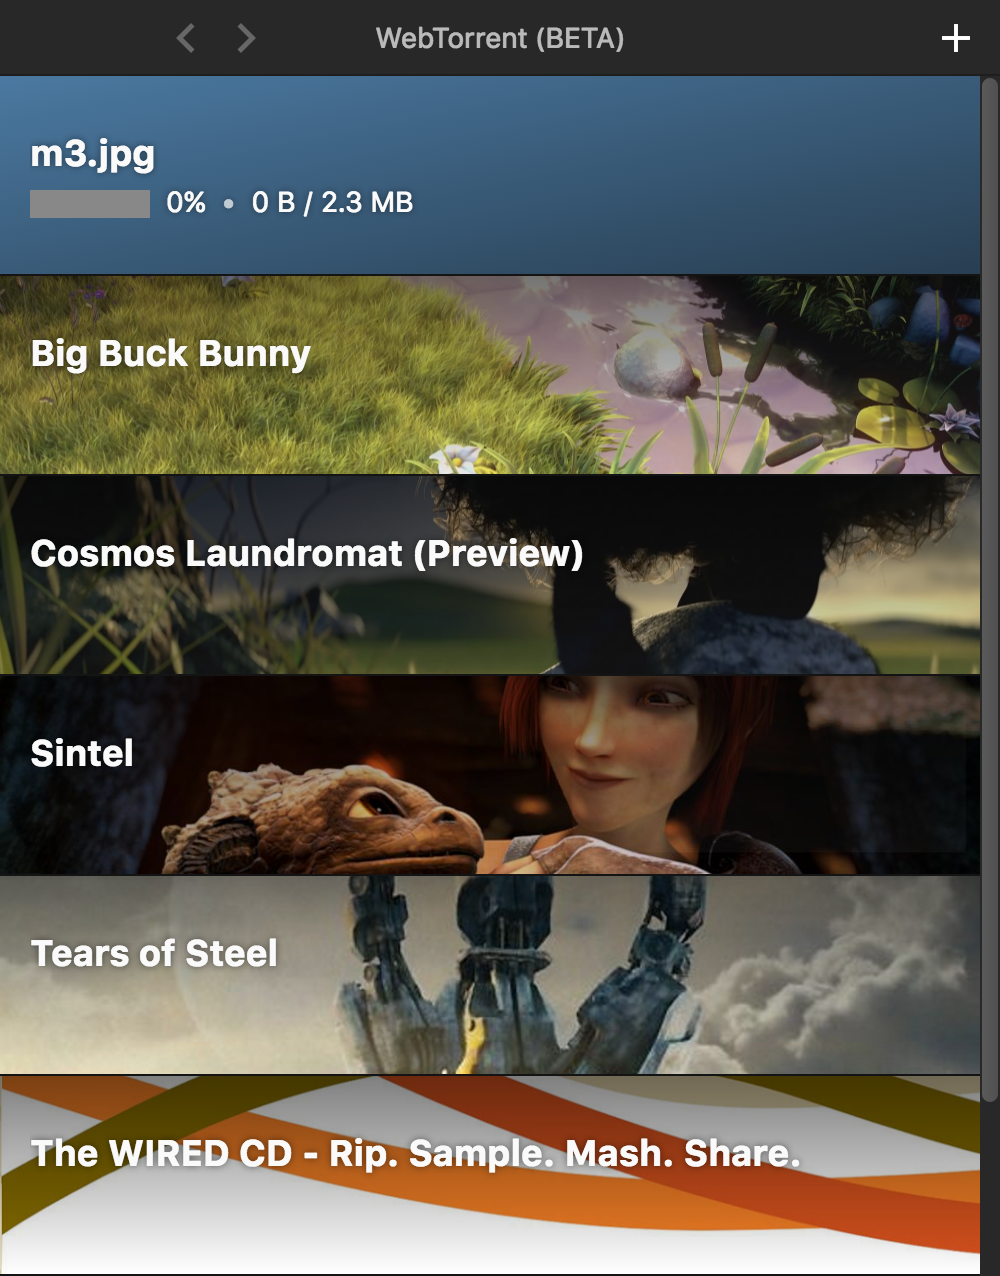 WebTorrent (BETA)
m3.jpg
0% • 0 B / 2.3 MB
Big Buck Bunny
Cosmos Laundromat (Preview)
Sintel
Tears of Steel
The WIRED CD - Rip. Sample. Mash. Share.